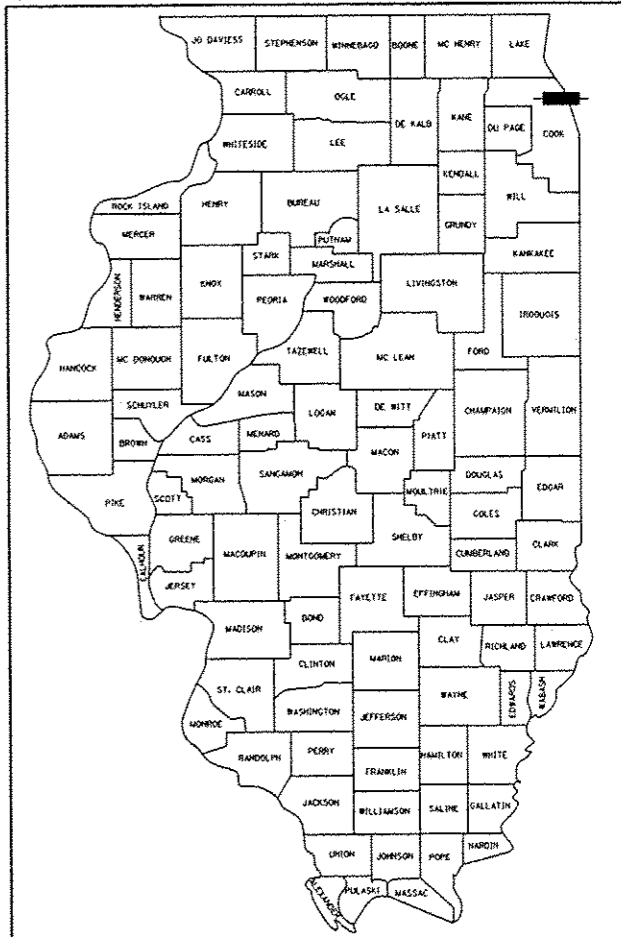 JO DAVIESS STEPHENSON WINNEBAGO BOONE MC HENRY LAKE
CARROLL OGLE DE KALB KANE DU PAGE COOK
WHITESIDE LEE
KENDALL WILL
ROCK ISLAND HENRY BUREAU LA SALLE
MERCER PUTNAM GRUNDY
STARK MARSHALL KANKAKEE
HENDERSON WARREN KNOX PEORIA WOODFORD LIVINGSTON IROQUOIS
HANCOCK MC DONOUGH FULTON TAZEWELL MC LEAN FORD
MASON
SCHUYLER LOGAN DE WITT CHAMPAIGN VERMILION
ADAMS BROWN CASS MENARD PIATT
MACON
PIKE SCOTT MORGAN SANGAMON MOULTRIE DOUGLAS EDGAR
CHRISTIAN COLES
CALHOUN GREENE MACOUPIN MONTGOMERY SHELBY CUMBERLAND CLARK
JERSEY FAYETTE EFFINGHAM JASPER CRAWFORD
MADISON BOND
CLAY RICHLAND LAWRENCE
CLINTON MARION
ST. CLAIR WAYNE EDWARDS WABASH
MONROE WASHINGTON JEFFERSON
RANDOLPH PERRY HAMILTON WHITE
FRANKLIN
JACKSON WILLIAMSON SALINE GALLATIN
UNION JOHNSON POPE HARDIN
ALEXANDER PULASKI MASSAC